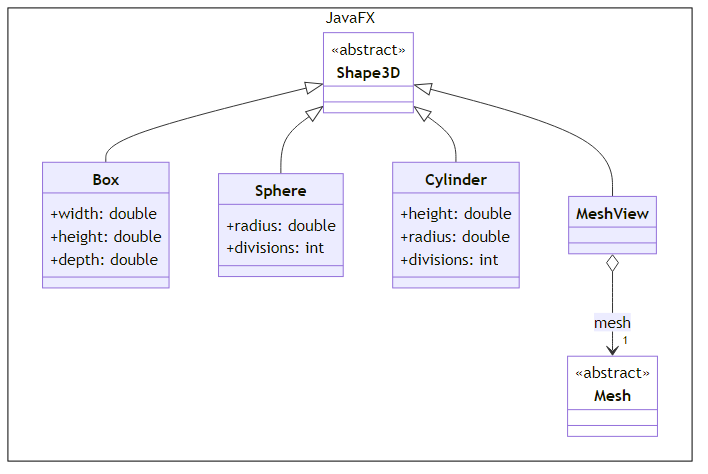 JavaFX
«abstract»
Shape3D
Box
+width: double
+height: double
+depth: double
Sphere
+radius: double
+divisions: int
Cylinder
+height: double
+radius: double
+divisions: int
MeshView
mesh
1
«abstract»
Mesh